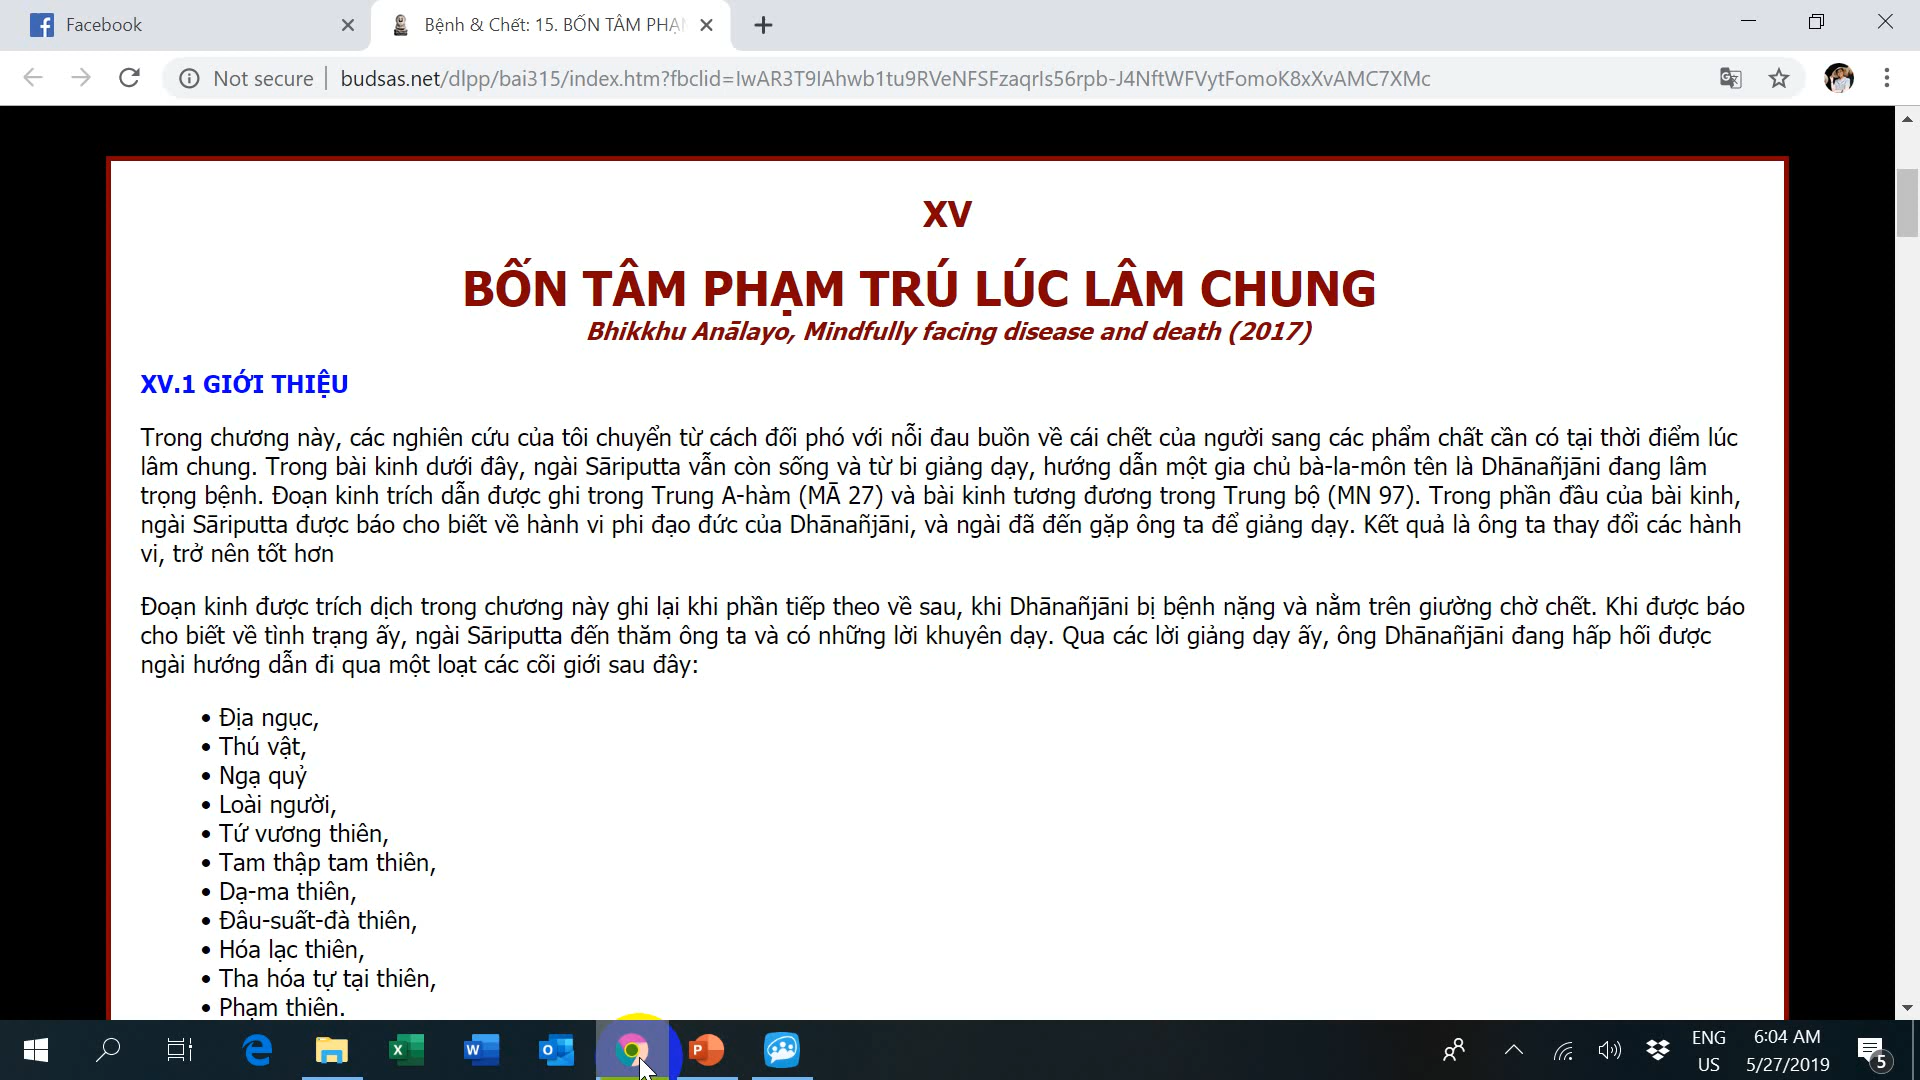 Facebook
Bệnh & Chết: 15. BỐN TÂM PHẠ
Not secure | budsas.net/dlpp/bai315/index.htm?fbclid=IwAR3T9IAhwb1tu9RVeNFSFzaqrIs56rpb-J4NftWFVytFomoK8xXvAMC7XMc
XV
BỐN TÂM PHẠM TRÚ LÚC LÂM CHUNG
Bhikkhu Anālayo, Mindfully facing disease and death (2017)
XV.1 GIỚI THIỆU
Trong chương này, các nghiên cứu của tôi chuyển từ cách đối phó với nỗi đau buồn về cái chết của người sang các phẩm chất cần có tại thời điểm lúc
lâm chung. Trong bài kinh dưới đây, ngài Sāriputta vẫn còn sống và từ bi giảng dạy, hướng dẫn một gia chủ bà-la-môn tên là Dhānañjāni đang lâm
trọng bệnh. Đoạn kinh trích dẫn được ghi trong Trung A-hàm (MĀ 27) và bài kinh tương đương trong Trung bộ (MN 97). Trong phần đầu của bài kinh,
ngài Sāriputta được báo cho biết về hành vi phi đạo đức của Dhānañjāni, và ngài đã đến gặp ông ta để giảng dạy. Kết quả là ông ta thay đổi các hành
vi, trở nên tốt hơn
Đoạn kinh được trích dịch trong chương này ghi lại khi phần tiếp theo về sau, khi Dhānañjāni bị bệnh nặng và nằm trên giường chờ chết. Khi được báo
cho biết về tình trạng ấy, ngài Sāriputta đến thăm ông ta và có những lời khuyên dạy. Qua các lời giảng dạy ấy, ông Dhānañjāni đang hấp hối được
ngài hướng dẫn đi qua một loạt các cõi giới sau đây:
• Địa ngục,
• Thú vật,
• Ngạ quỷ
• Loài người,
• Tứ vương thiên,
• Tam thập tam thiên,
• Dạ-ma thiên,
• Đâu-suất-đà thiên,
• Hóa lạc thiên,
• Tha hóa tự tại thiên,
• Phạm thiên.
ENG
US
6:04 AM
5/27/2019
5